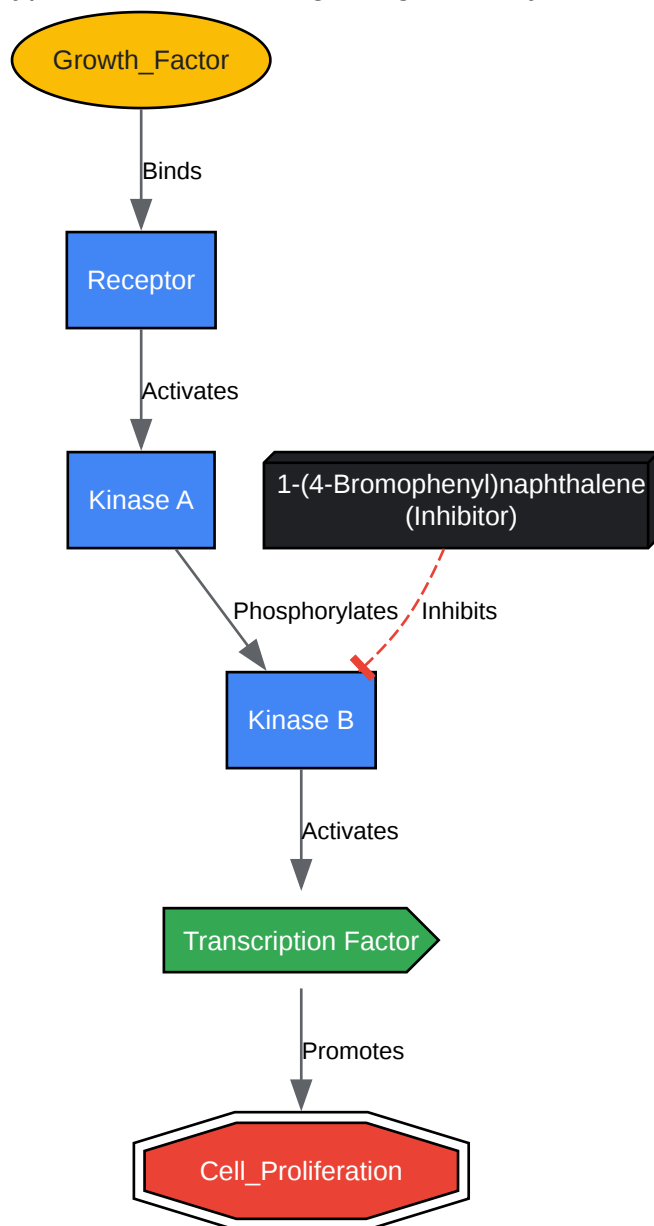 Growth_Factor
Binds
Receptor
Activates
Kinase A
1-(4-Bromophenyl)naphthalene
(Inhibitor)
Phosphorylates
Inhibits
Kinase B
Activates
Transcription Factor
Promotes
Cell_Proliferation